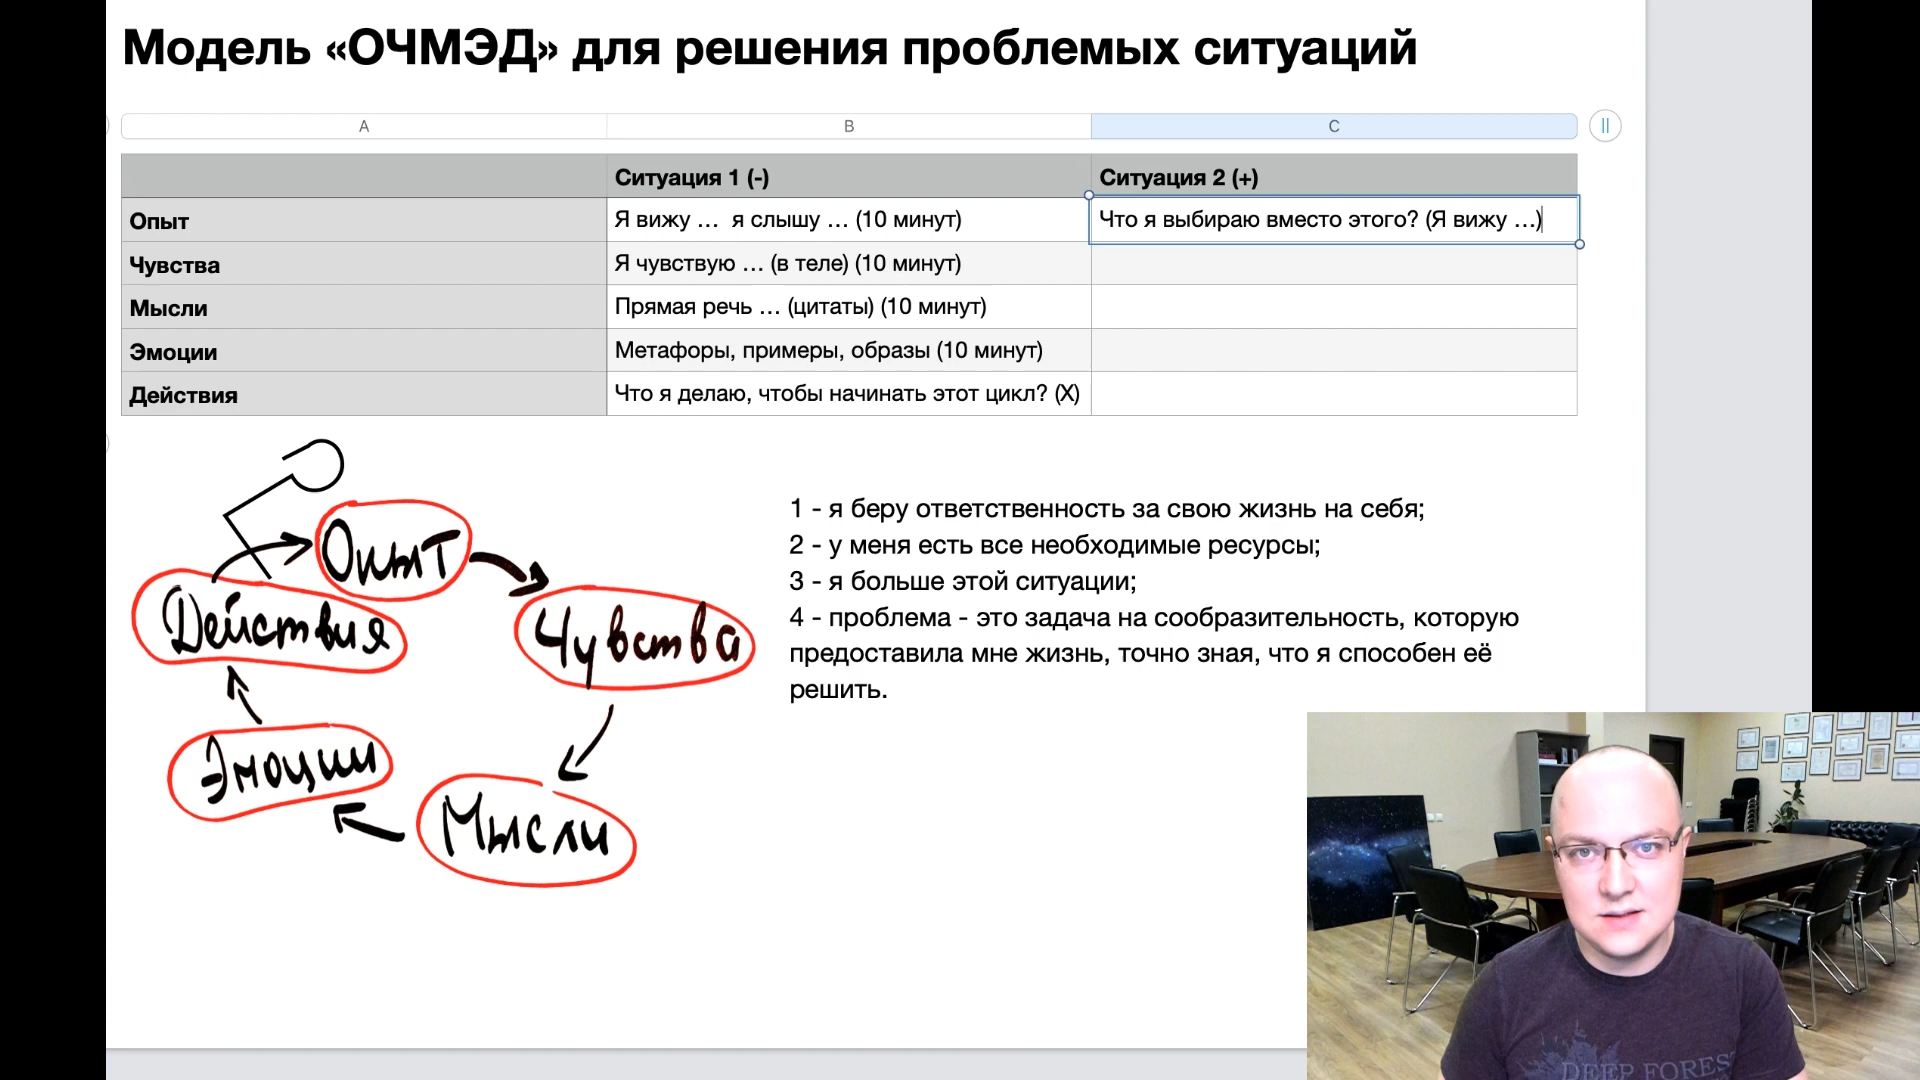 Модель «ОЧМЭД» для решения проблемых ситуаций
A B C
Ситуация 1 (-) Ситуация 2 (+)
Опыт Я вижу … я слышу … (10 минут) Что я выбираю вместо этого? (Я вижу …)
Чувства Я чувствую … (в теле) (10 минут)
Мысли Прямая речь … (цитаты) (10 минут)
Эмоции Метафоры, примеры, образы (10 минут)
Действия Что я делаю, чтобы начинать этот цикл? (X)
Опыт
Действия
Чувства
Эмоции
Мысли
1 - я беру ответственность за свою жизнь на себя;
2 - у меня есть все необходимые ресурсы;
3 - я больше этой ситуации;
4 - проблема - это задача на сообразительность, которую
предоставила мне жизнь, точно зная, что я способен её
решить.
DEEP FOREST